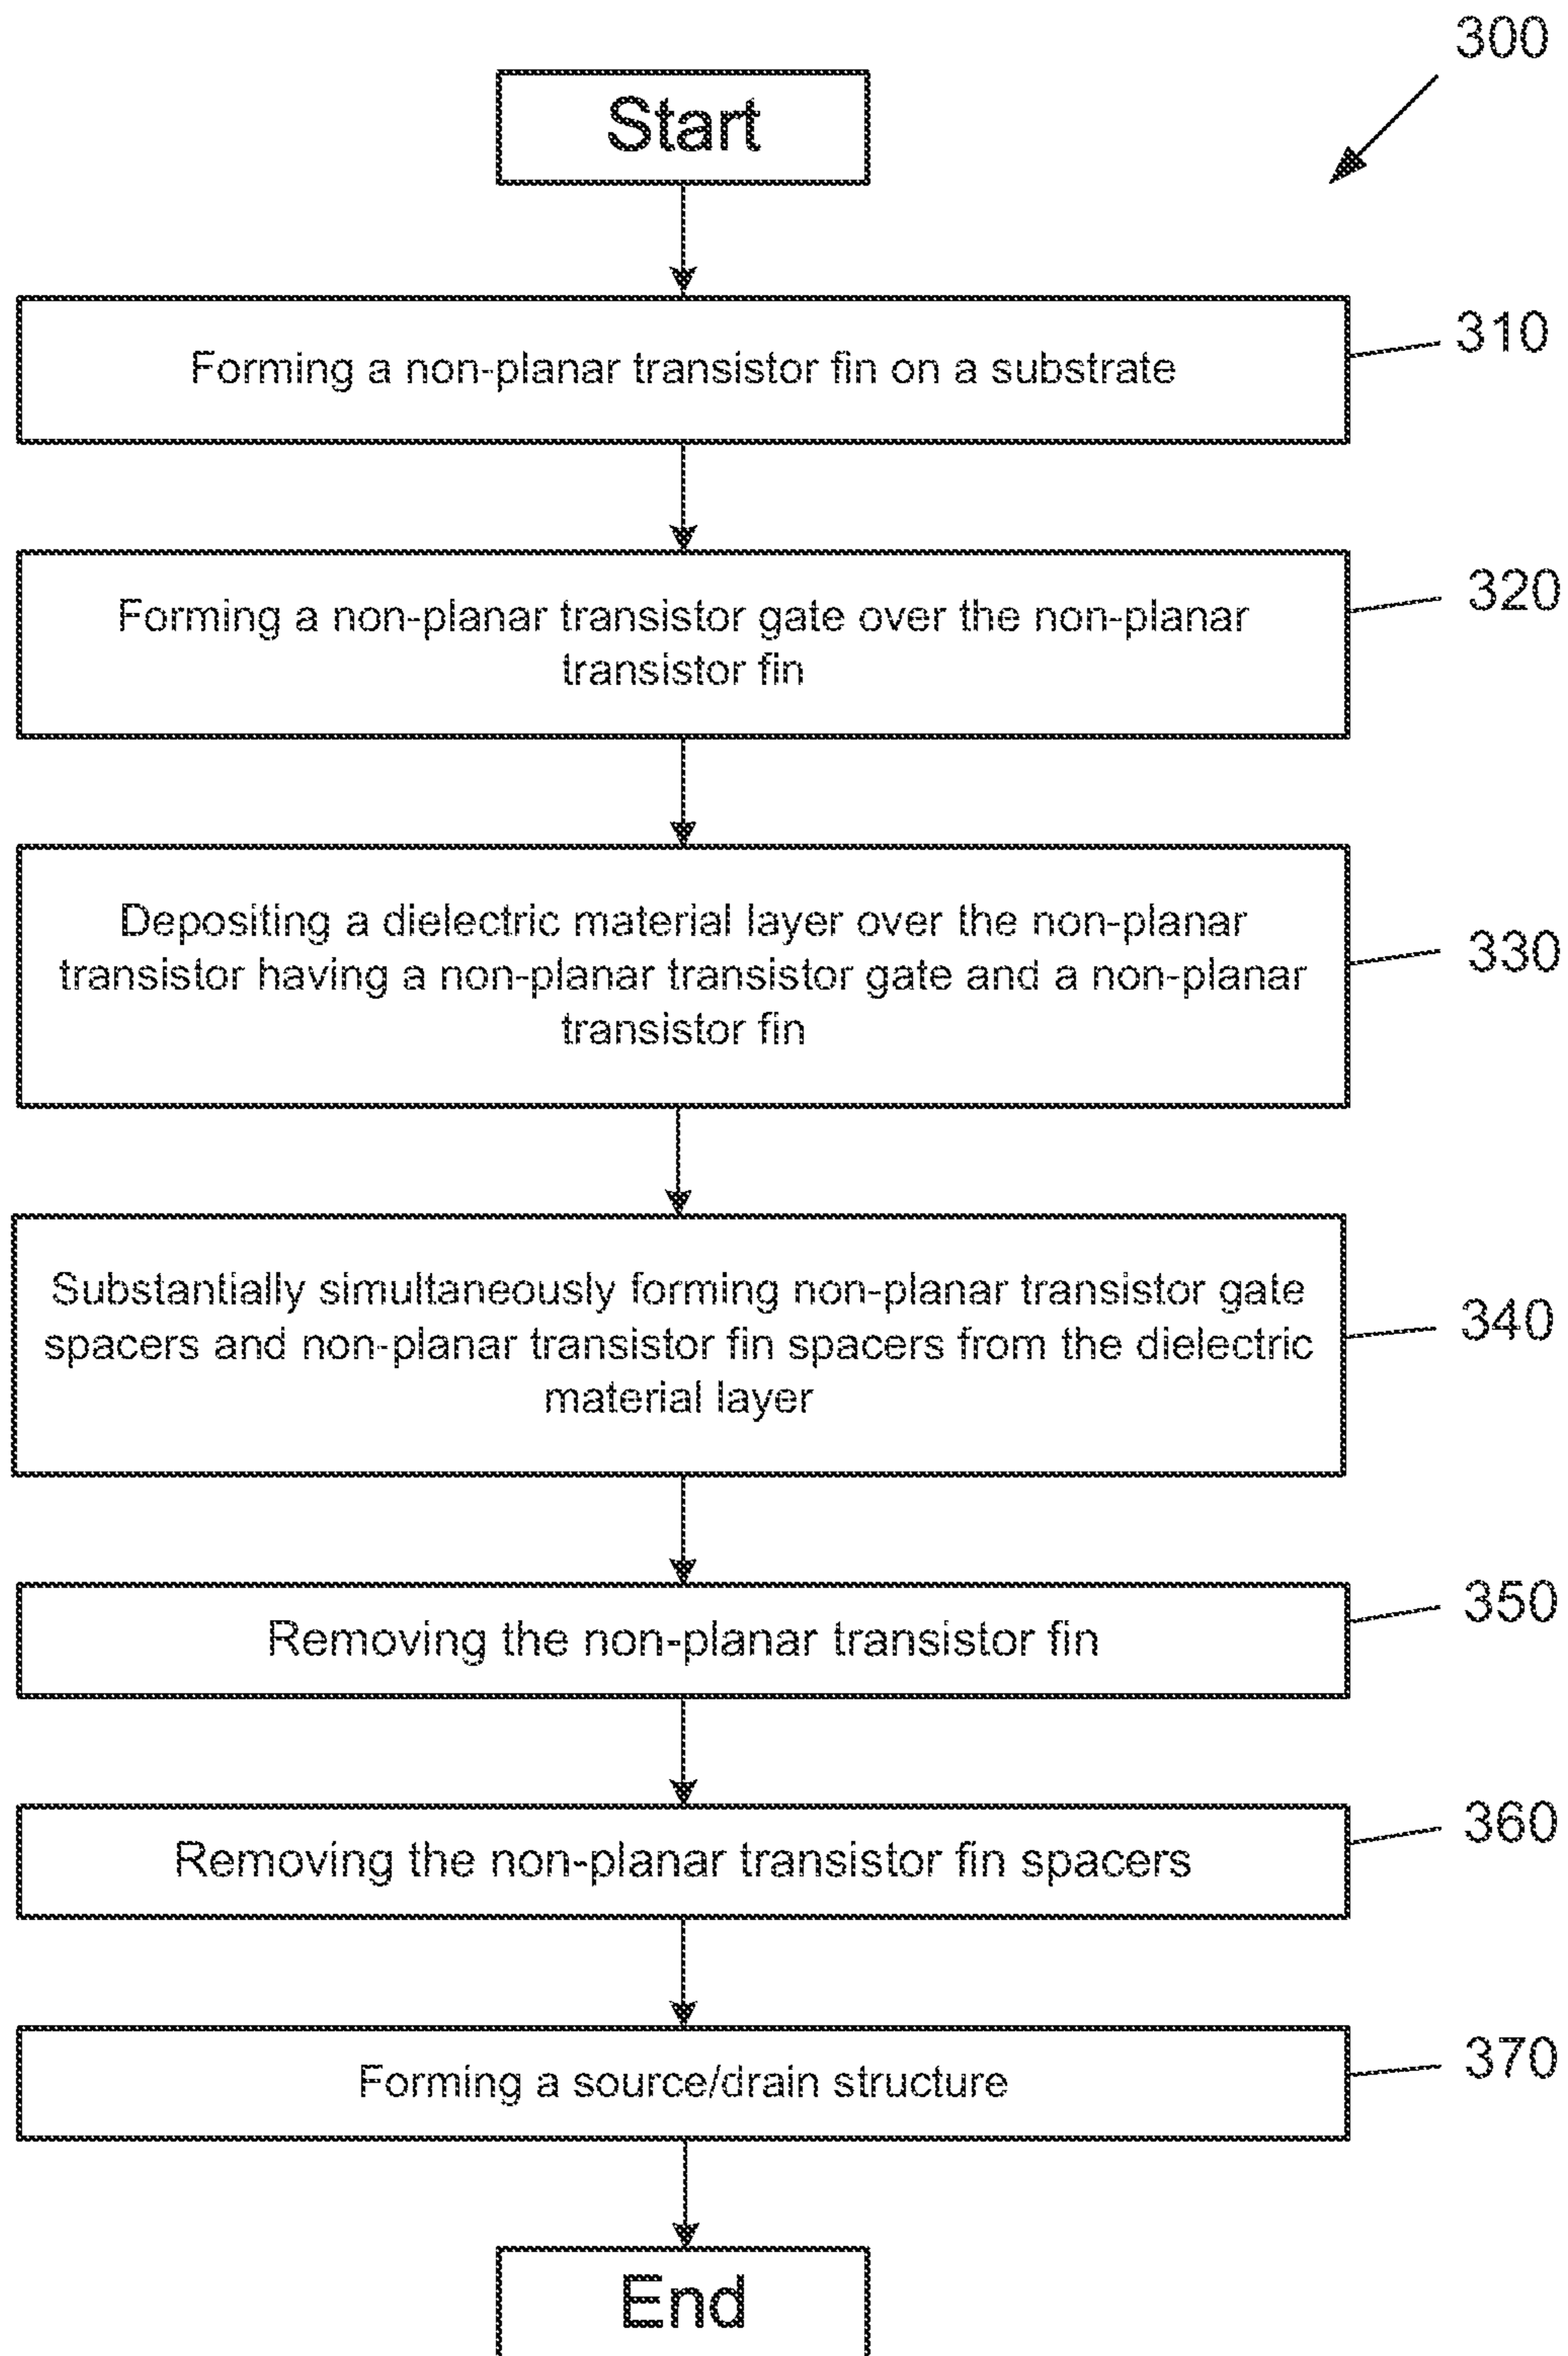 300
Start
Forming a non-planar transistor fin on a substrate
310
Forming a non-planar transistor gate over the non-planar
transistor fin
320
Depositing a dielectric material layer over the non-planar
transistor having a non-planar transistor gate and a non-planar
transistor fin
330
Substantially simultaneously forming non-planar transistor gate
spacers and non-planar transistor fin spacers from the dielectric
material layer
340
Removing the non-planar transistor fin
350
Removing the non-planar transistor fin spacers
360
Forming a source/drain structure
370
End